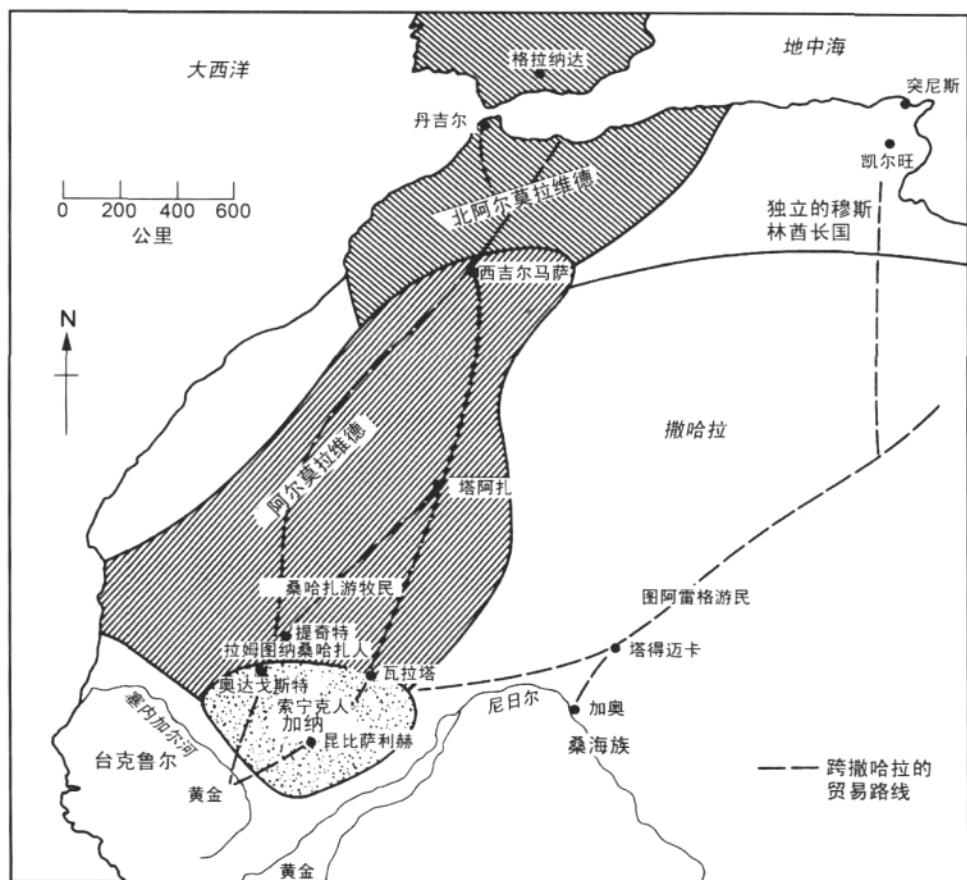 大西洋
格拉纳达
地中海
突尼斯
丹吉尔
凯尔旺
0 200 400 600
公里
北阿尔莫拉维德
独立的穆斯
林酋长国
西吉尔马萨
N
撒哈拉
阿尔莫拉维德
塔阿扎
桑哈扎游牧民
图阿雷格游民
提奇特
拉姆图纳桑哈扎人
塔得迈卡
瓦拉塔
奥达戈斯特
索宁克人
加纳
尼日尔
加奥
塞内加尔河
昆比萨利赫
桑海族
台克鲁尔
黄金
跨撒哈拉的
贸易路线
黄金